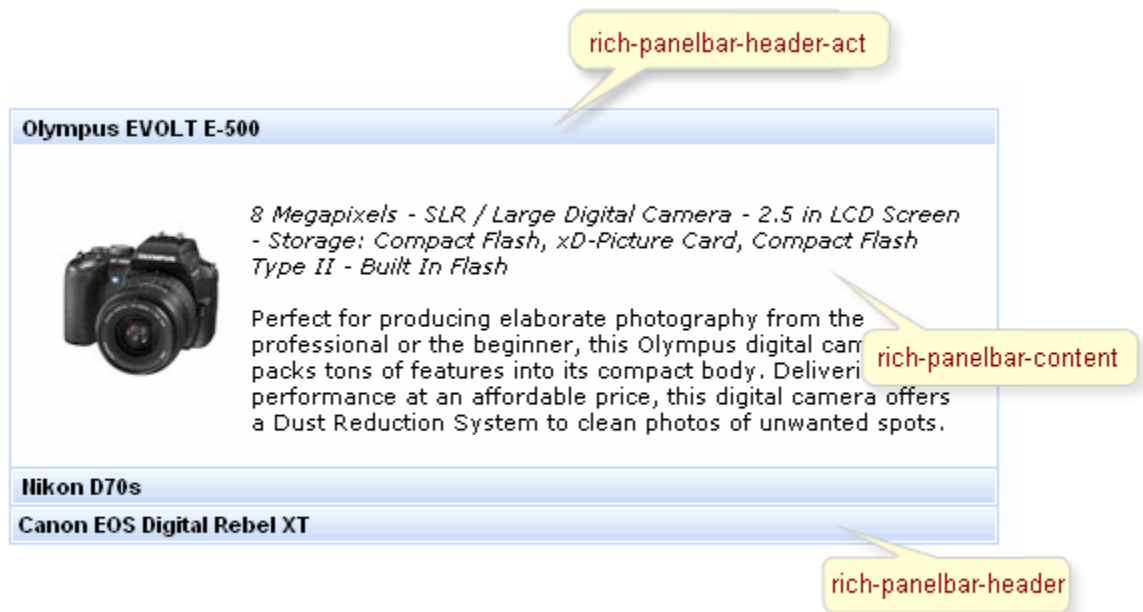 rich-panelbar-header-act
Olympus EVOLT E-500
8 Megapixels - SLR / Large Digital Camera - 2.5 in LCD Screen
- Storage: Compact Flash, xD-Picture Card, Compact Flash
Type II - Built In Flash
Perfect for producing elaborate photography from the
professional or the beginner, this Olympus digital
packs tons of features into its compact body.
rich-panelbar-content
performance at an affordable price, this digital camera offers
a Dust Reduction System to clean photos of unwanted spots.
Nikon D70s
Canon EOS Digital Rebel XT
rich-panelbar-header